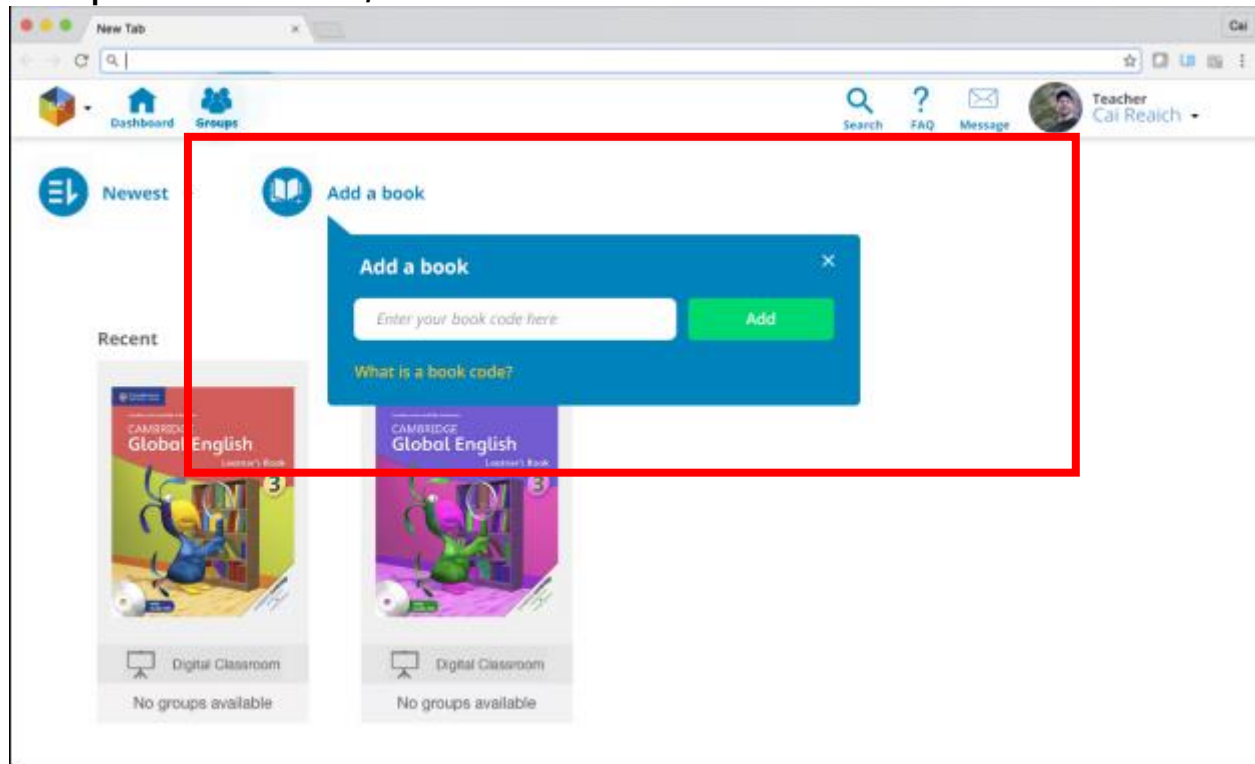 New Tab
Cai
Dashboard
Groups
Search
FAQ
Message
Teacher
Cai Reaich
Newest
Add a book
Add a book
Enter your book code here
Add
What is a book code?
Recent
CAMBRIDGE
Global English
Learner's Book
3
CAMBRIDGE
Global English
Learner's Book
3
Digital Classroom
Digital Classroom
No groups available
No groups available